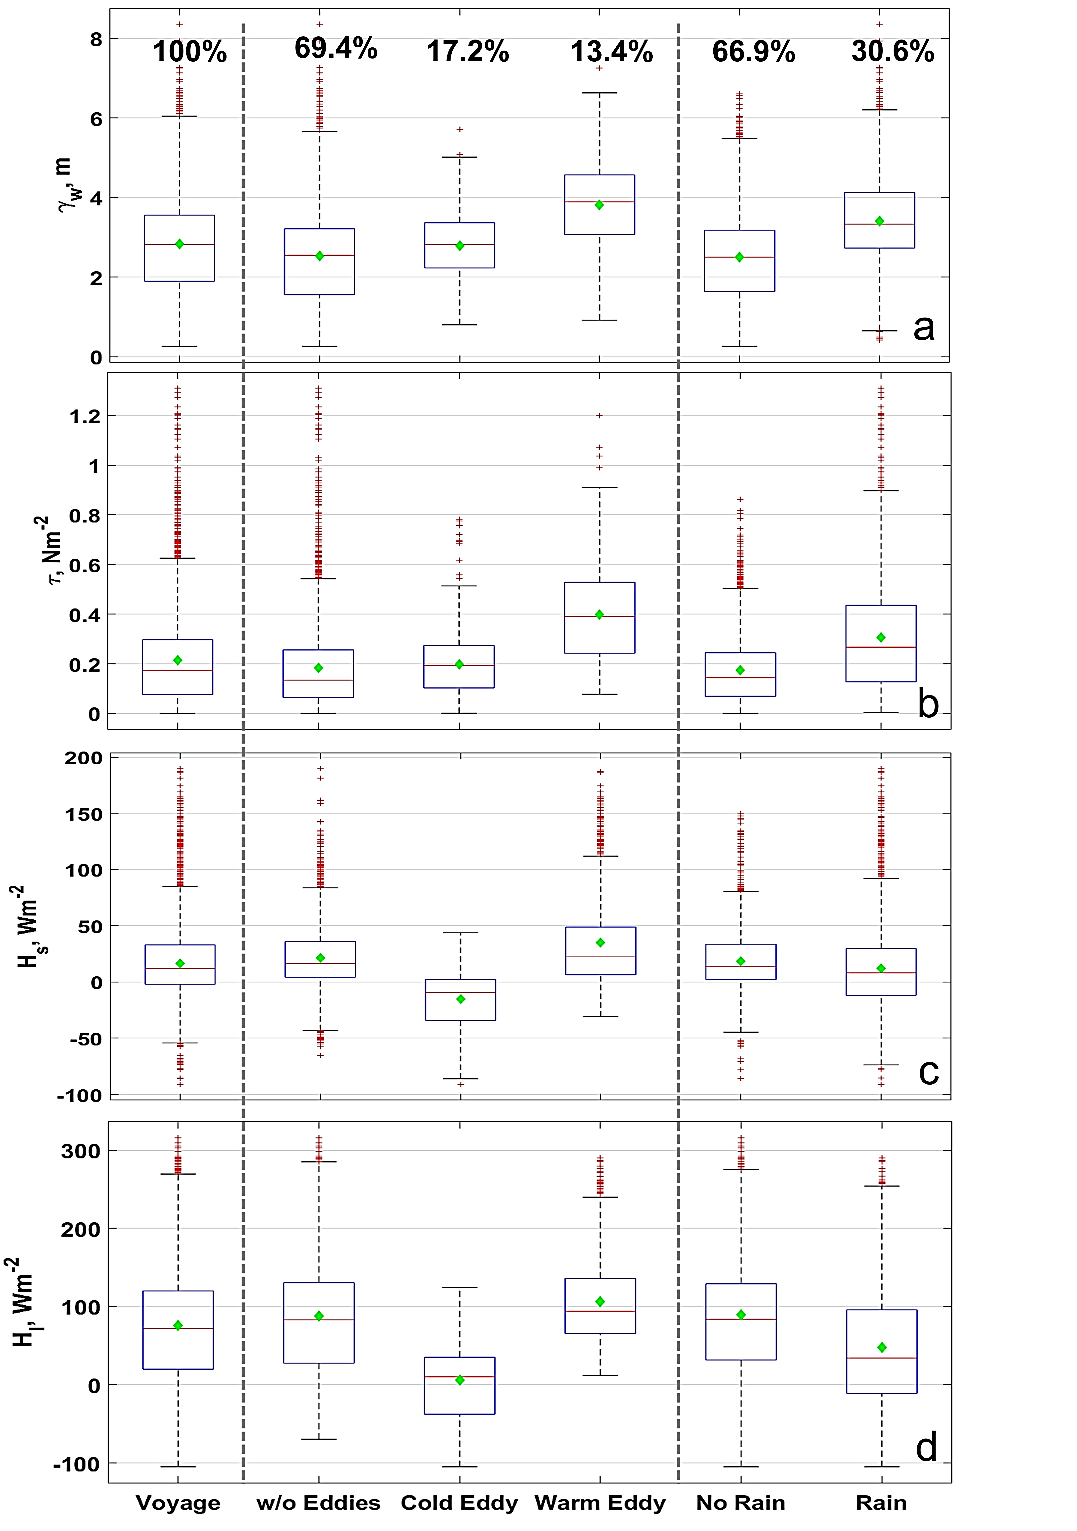 100% 69.4% 17.2% 13.4% 66.9% 30.6%
8
6
4
2
0
γw, m
a
1.2
1
0.8
0.6
0.4
0.2
0
τ, Nm-2
b
200
150
100
50
0
-50
-100
Hs, Wm-2
c
300
200
100
0
-100
Hl, Wm-2
d
Voyage w/o Eddies Cold Eddy Warm Eddy No Rain Rain